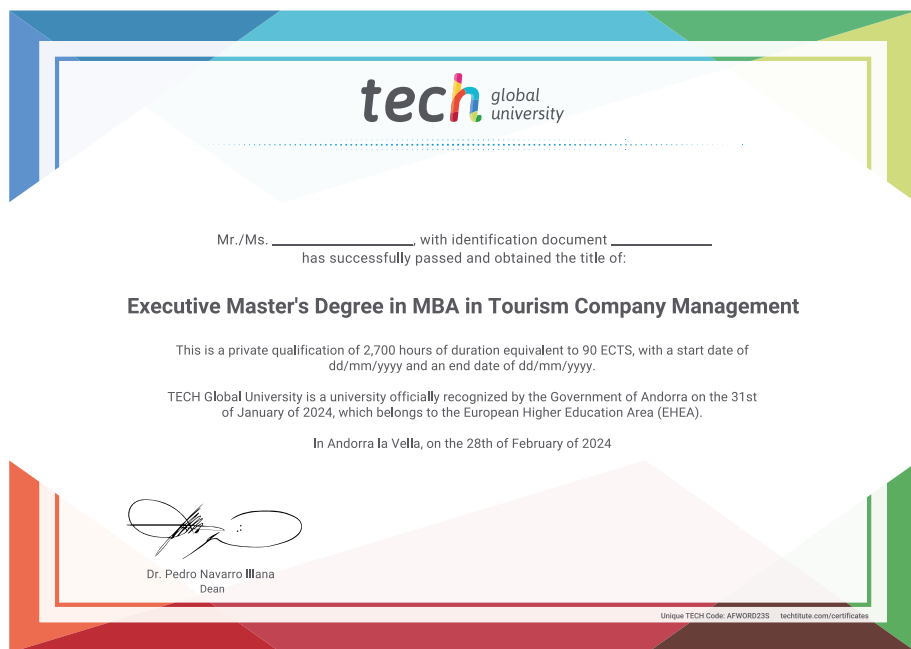 tech global
university
Mr./Ms. ____________, with identification document ____________
has successfully passed and obtained the title of:
Executive Master's Degree in MBA in Tourism Company Management
This is a private qualification of 2,700 hours of duration equivalent to 90 ECTS, with a start date of
dd/mm/yyyy and an end date of dd/mm/yyyy.
TECH Global University is a university officially recognized by the Government of Andorra on the 31st
of January of 2024, which belongs to the European Higher Education Area (EHEA).
In Andorra la Vella, on the 28th of February of 2024
Dr. Pedro Navarro Illana
Dean
Unique TECH Code: AFWORD23S techtitute.com/certificates